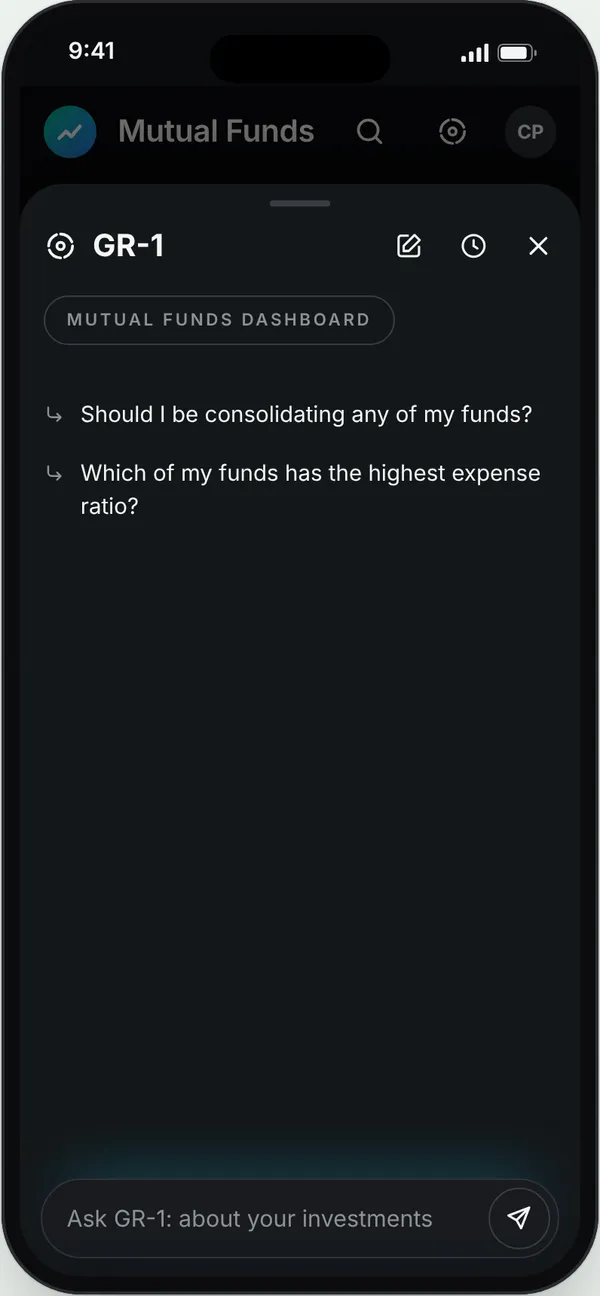 9:41
Mutual Funds
CP
GR-1
MUTUAL FUNDS DASHBOARD
Should I be consolidating any of my funds?
Which of my funds has the highest expense
ratio?
Ask GR-1: about your investments